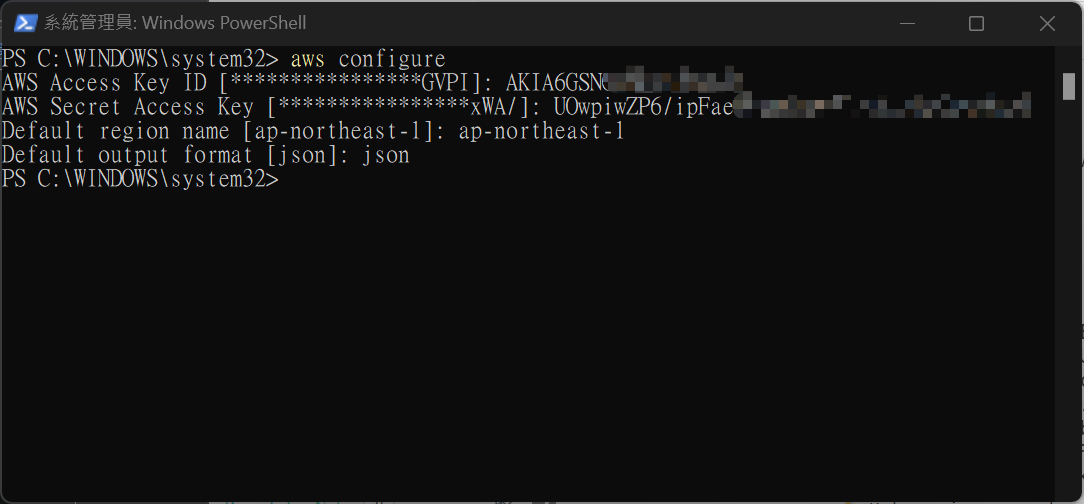 系統管理員: Windows PowerShell
PS C:\WINDOWS\system32> aws configure
AWS Access Key ID [****************GVPI]: AKIA6GSN
AWS Secret Access Key [****************xWA/]: UOwpiwZP6/ipFae
Default region name [ap-northeast-1]: ap-northeast-1
Default output format [json]: json
PS C:\WINDOWS\system32>